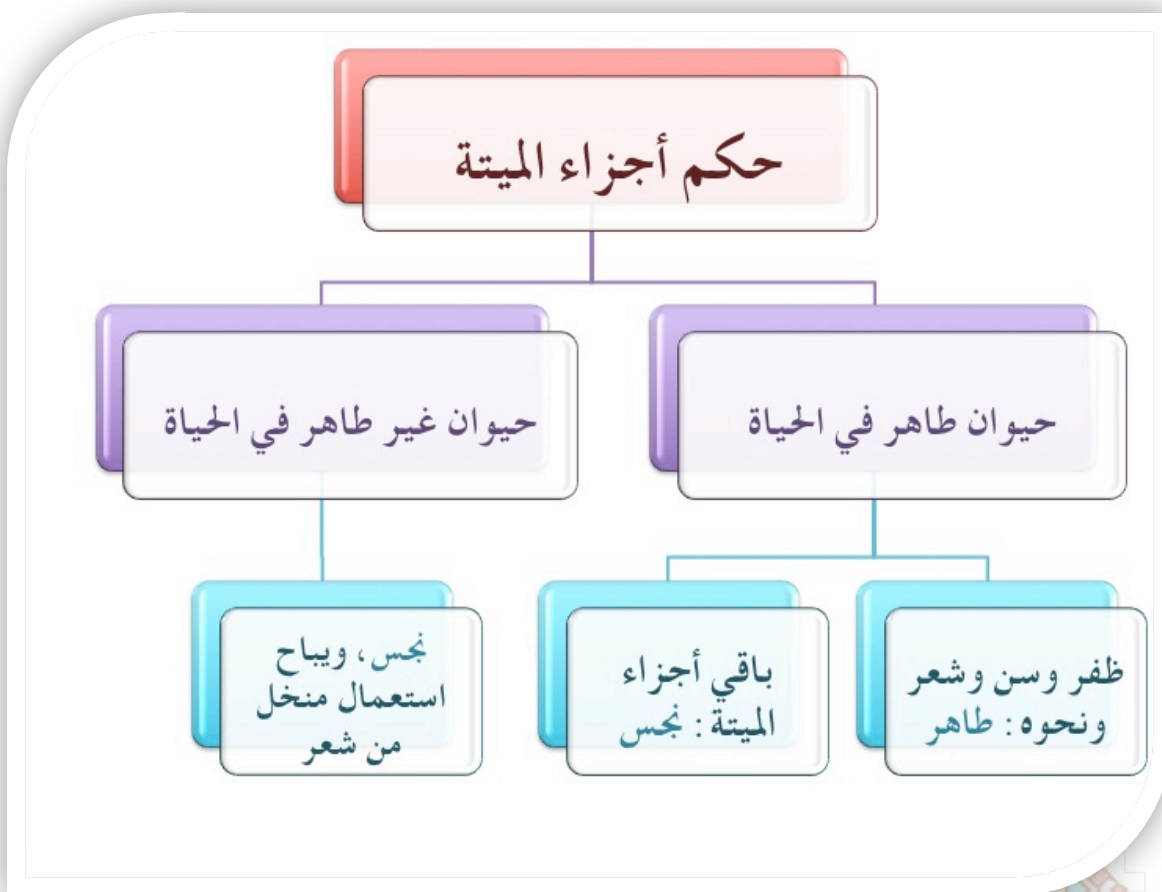 حكم أجزاء الميتة
حيوان طاهر في الحياة
حيوان غير طاهر في الحياة
ظفر وسن وشعر
ونحوه: طاهر
باقي أجزاء
الميتة: نجس
نجس، ويباح
استعمال منخل
من شعر